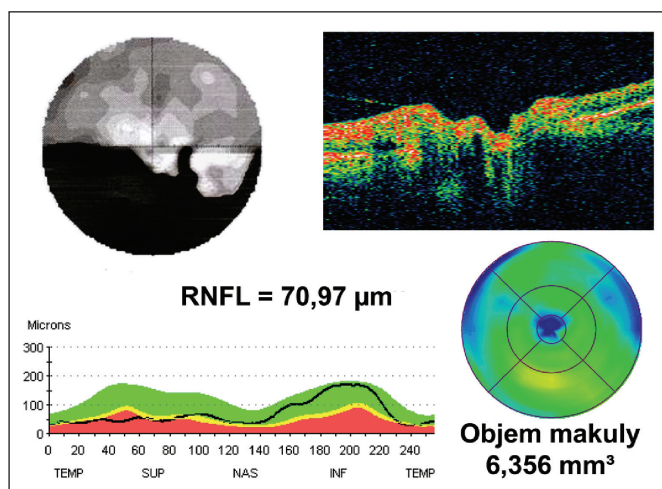 RNFL = 70,97 µm
Microns
300
200
100
0
0 20 40 60 80 100 120 140 160 180 200 220 240
TEMP SUP NAS INF TEMP
Objem makuly
6,356 mm³